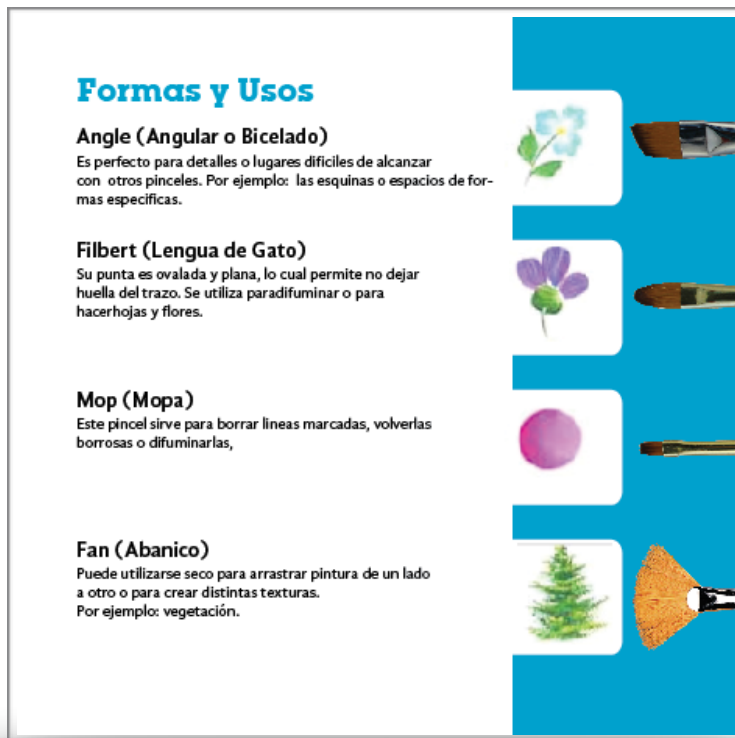 Formas y Usos
Angle (Angular o Bicelado)
Es perfecto para detalles o lugares dificiles de alcanzar
con otros pinceles. Por ejemplo: las esquinas o espacios de for-
mas especificas.
Filbert (Lengua de Gato)
Su punta es ovalada y plana, lo cual permite no dejar
huella del trazo. Se utiliza paradifuminar o para
hacerhojas y flores.
Mop (Mopa)
Este pincel sirve para borrar lineas marcadas, volverlas
borrosas o difuminarlas,
Fan (Abanico)
Puede utilizarse seco para arrastrar pintura de un lado
a otro o para crear distintas texturas.
Por ejemplo: vegetación.